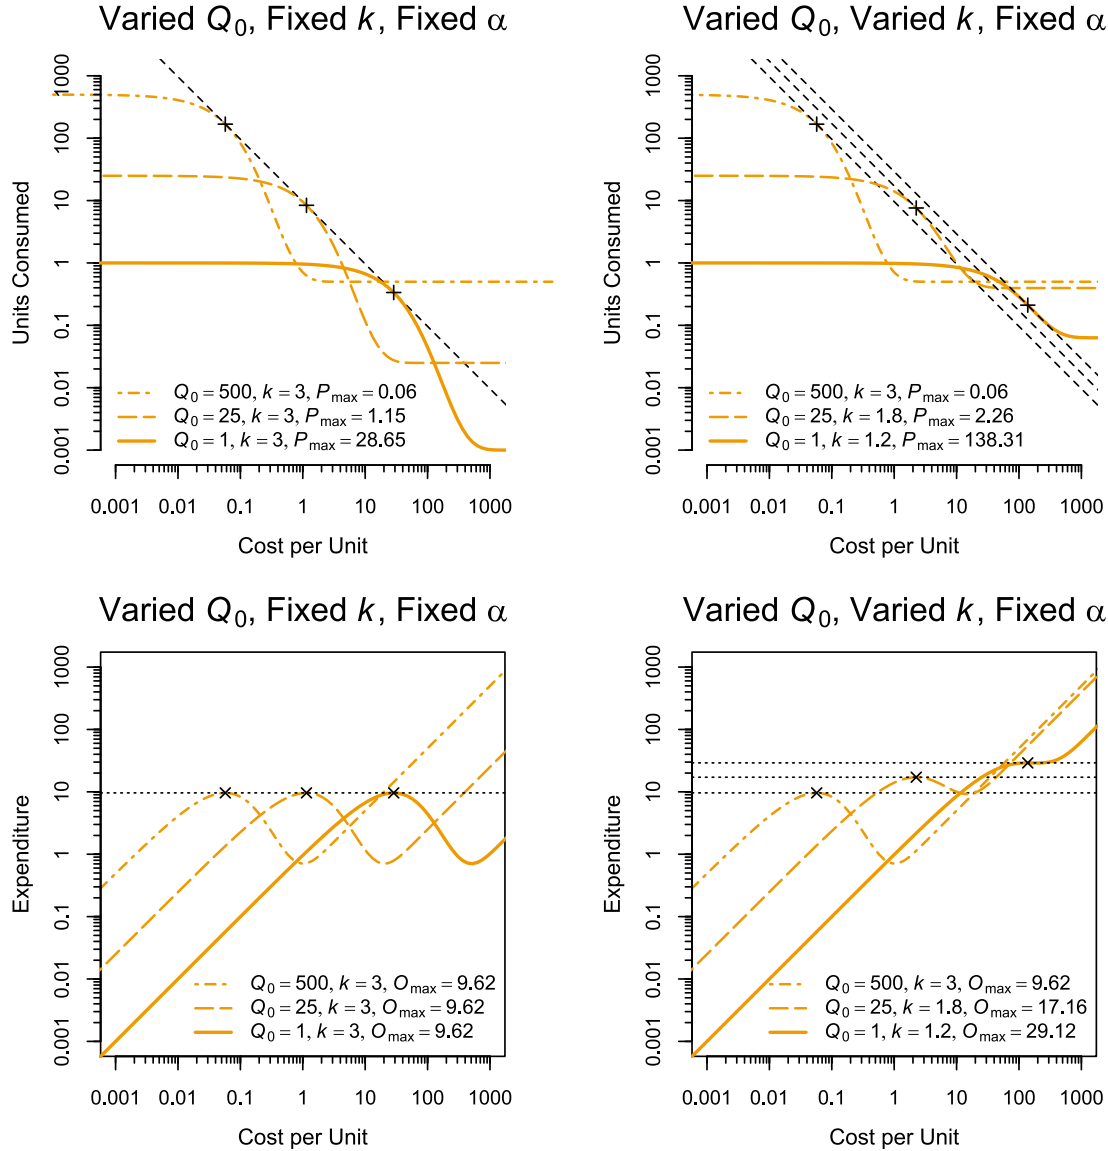 Varied Q₀, Fixed k, Fixed α
Units Consumed
1000
100
10
1
0.1
0.01
0.001
Q₀ = 500, k = 3, Pmax = 0.06
Q₀ = 25, k = 3, Pmax = 1.15
Q₀ = 1, k = 3, Pmax = 28.65
0.001 0.01 0.1 1 10 100 1000
Cost per Unit
Varied Q₀, Varied k, Fixed α
Units Consumed
1000
100
10
1
0.1
0.01
0.001
Q₀ = 500, k = 3, Pmax = 0.06
Q₀ = 25, k = 1.8, Pmax = 2.26
Q₀ = 1, k = 1.2, Pmax = 138.31
0.001 0.01 0.1 1 10 100 1000
Cost per Unit
Varied Q₀, Fixed k, Fixed α
Expenditure
1000
100
10
1
0.1
0.01
0.001
Q₀ = 500, k = 3, Omax = 9.62
Q₀ = 25, k = 3, Omax = 9.62
Q₀ = 1, k = 3, Omax = 9.62
0.001 0.01 0.1 1 10 100 1000
Cost per Unit
Varied Q₀, Varied k, Fixed α
Expenditure
1000
100
10
1
0.1
0.01
0.001
Q₀ = 500, k = 3, Omax = 9.62
Q₀ = 25, k = 1.8, Omax = 17.16
Q₀ = 1, k = 1.2, Omax = 29.12
0.001 0.01 0.1 1 10 100 1000
Cost per Unit